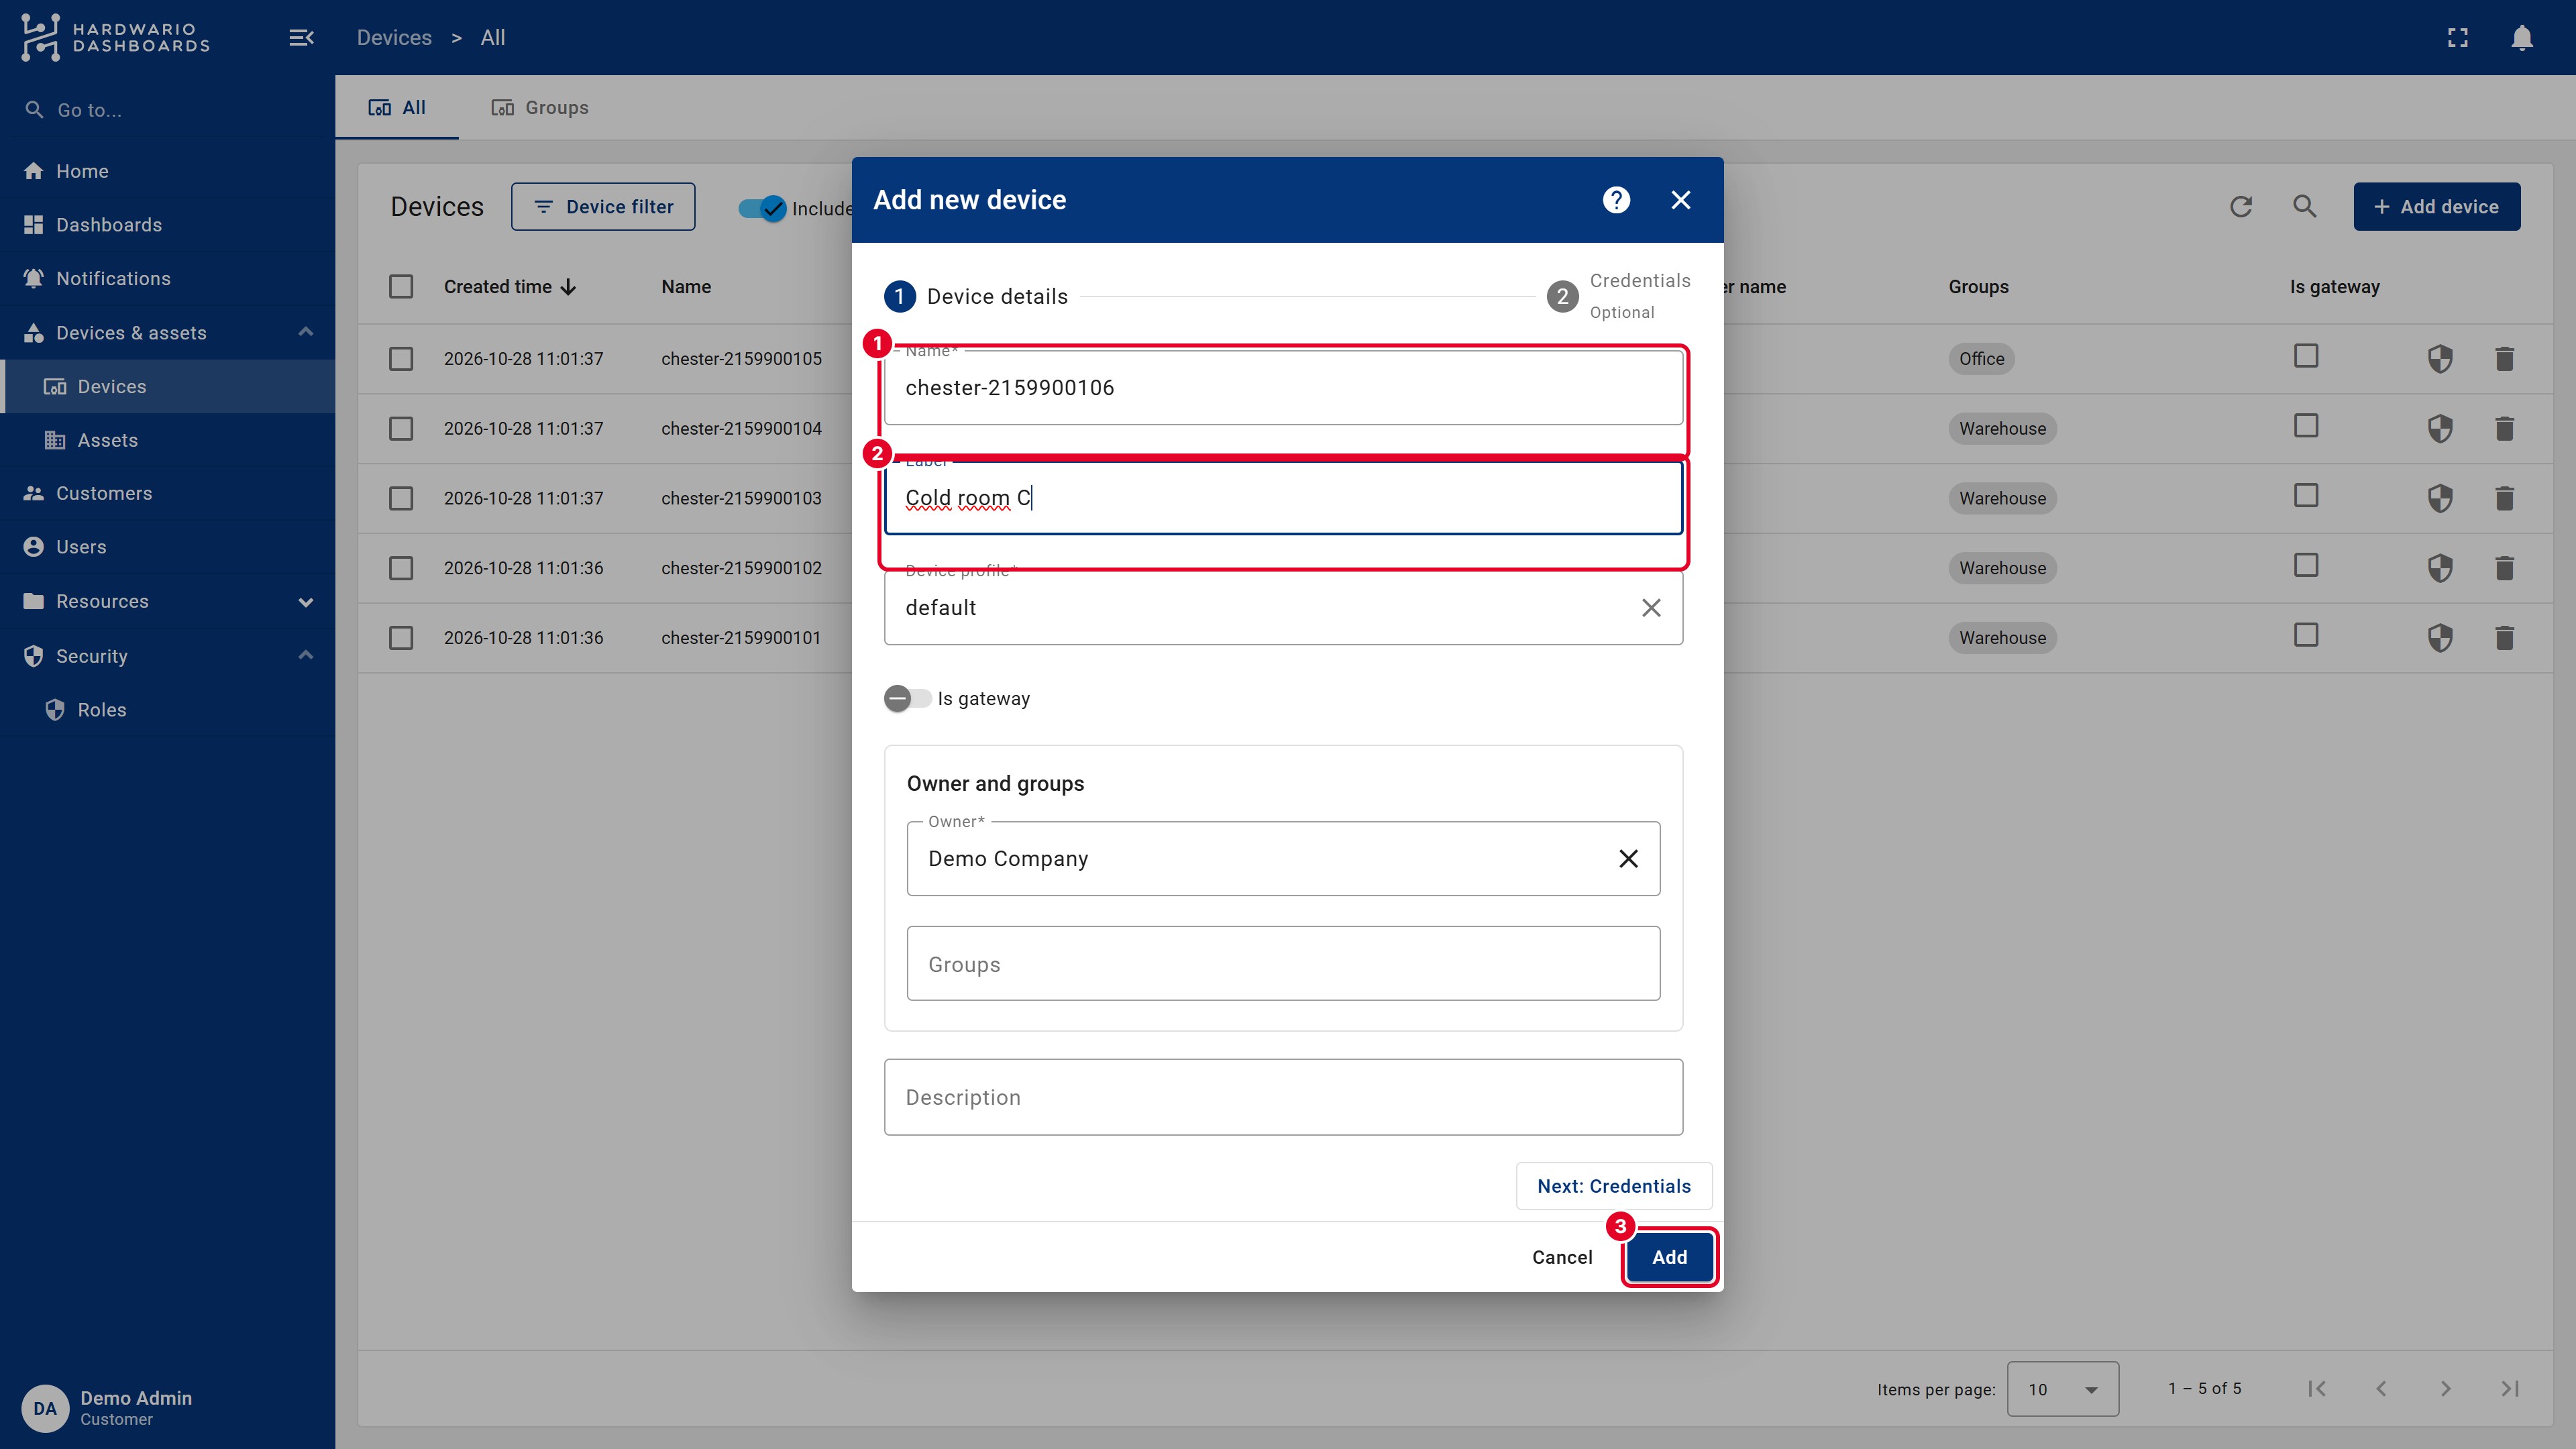 HARDWARIO
DASHBOARDS
Devices > All
Go to...
Home
Dashboards
Notifications
Devices & assets
Devices
Assets
Customers
Users
Resources
Security
Roles
DA
Demo Admin
Customer
All
Groups
Devices
Device filter
Include
Add device
Created time
Name
er name
Groups
Is gateway
2026-10-28 11:01:37
chester-2159900105
Office
2026-10-28 11:01:37
chester-2159900104
Warehouse
2026-10-28 11:01:37
chester-2159900103
Warehouse
2026-10-28 11:01:36
chester-2159900102
Warehouse
2026-10-28 11:01:36
chester-2159900101
Warehouse
Add new device
?
1
Device details
2
Credentials
Optional
1
Name*
chester-2159900106
2
Label
Cold room C
Device profile*
default
Is gateway
Owner and groups
Owner*
Demo Company
Groups
Description
Next: Credentials
3
Cancel
Add
Items per page:
10
1 – 5 of 5